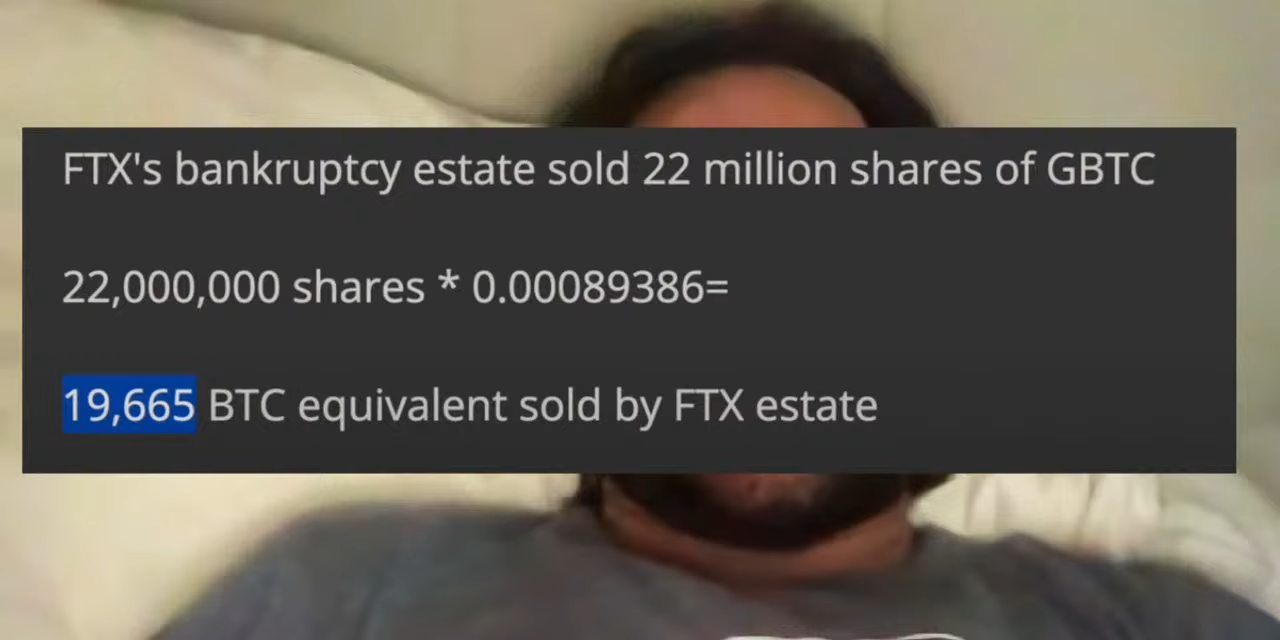 FTX's bankruptcy estate sold 22 million shares of GBTC
22,000,000 shares * 0.00089386=
19,665 BTC equivalent sold by FTX estate